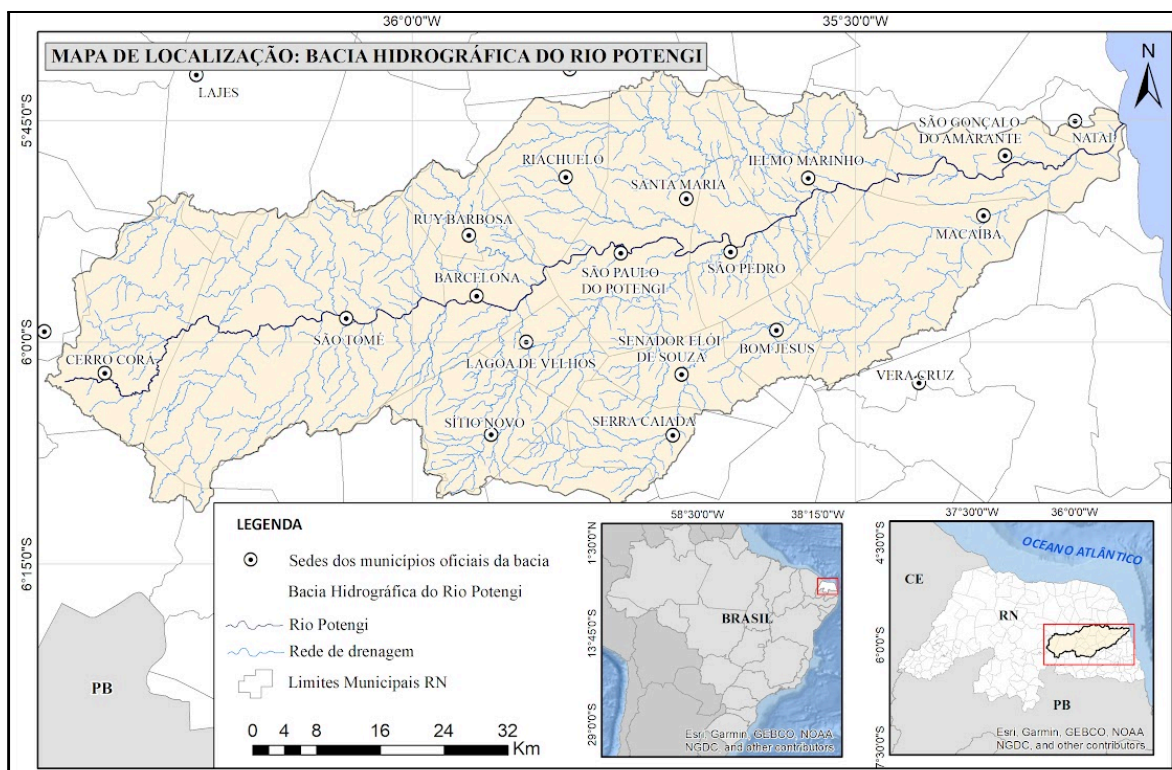 36°0'0"W
35°30'0"W
MAPA DE LOCALIZAÇÃO: BACIA HIDROGRÁFICA DO RIO POTENGI
N
LAJES
5°45'0"S
SÃO GONÇALO
DO AMARANTE
NATAL
RIACHUELO
IELMO MARINHO
SANTA MARIA
RUY BARBOSA
MACAÍBA
BARCELONA
SÃO PAULO
DO POTENGI
SÃO PEDRO
6°0'0"S
SÃO TOMÉ
CERRO CORÁ
LAGOA DE VELHOS
SENADOR ELÓI
DE SOUZA
BOM JESUS
VERA CRUZ
SÍTIO NOVO
SERRA CAIADA
6°15'0"S
PB
LEGENDA
Sedes dos municípios oficiais da bacia
Bacia Hidrográfica do Rio Potengi
Rio Potengi
Rede de drenagem
Limites Municipais RN
0 4 8 16 24 32
Km
58°30'0"W
38°15'0"W
1°30'0"N
13°45'0"S
29°0'0"S
BRASIL
Esri, Garmin, GEBCO, NOAA
NGDC, and other contributors
37°30'0"W
36°0'0"W
4°30'0"S
6°0'0"S
7°30'0"S
OCEANO ATLÂNTICO
CE
RN
PB
Esri, Garmin, GEBCO, NOAA
NGDC, and other contributors